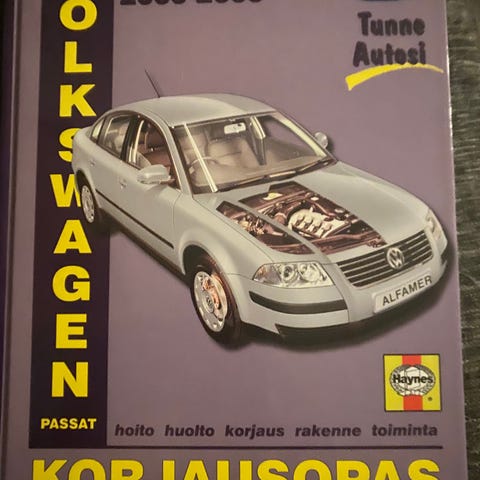 Tunne
Autosi
OLKSWAGEN
ALFAMER
Haynes
PASSAT
hoito huolto korjaus rakenne toiminta
KORJAUSOPAS